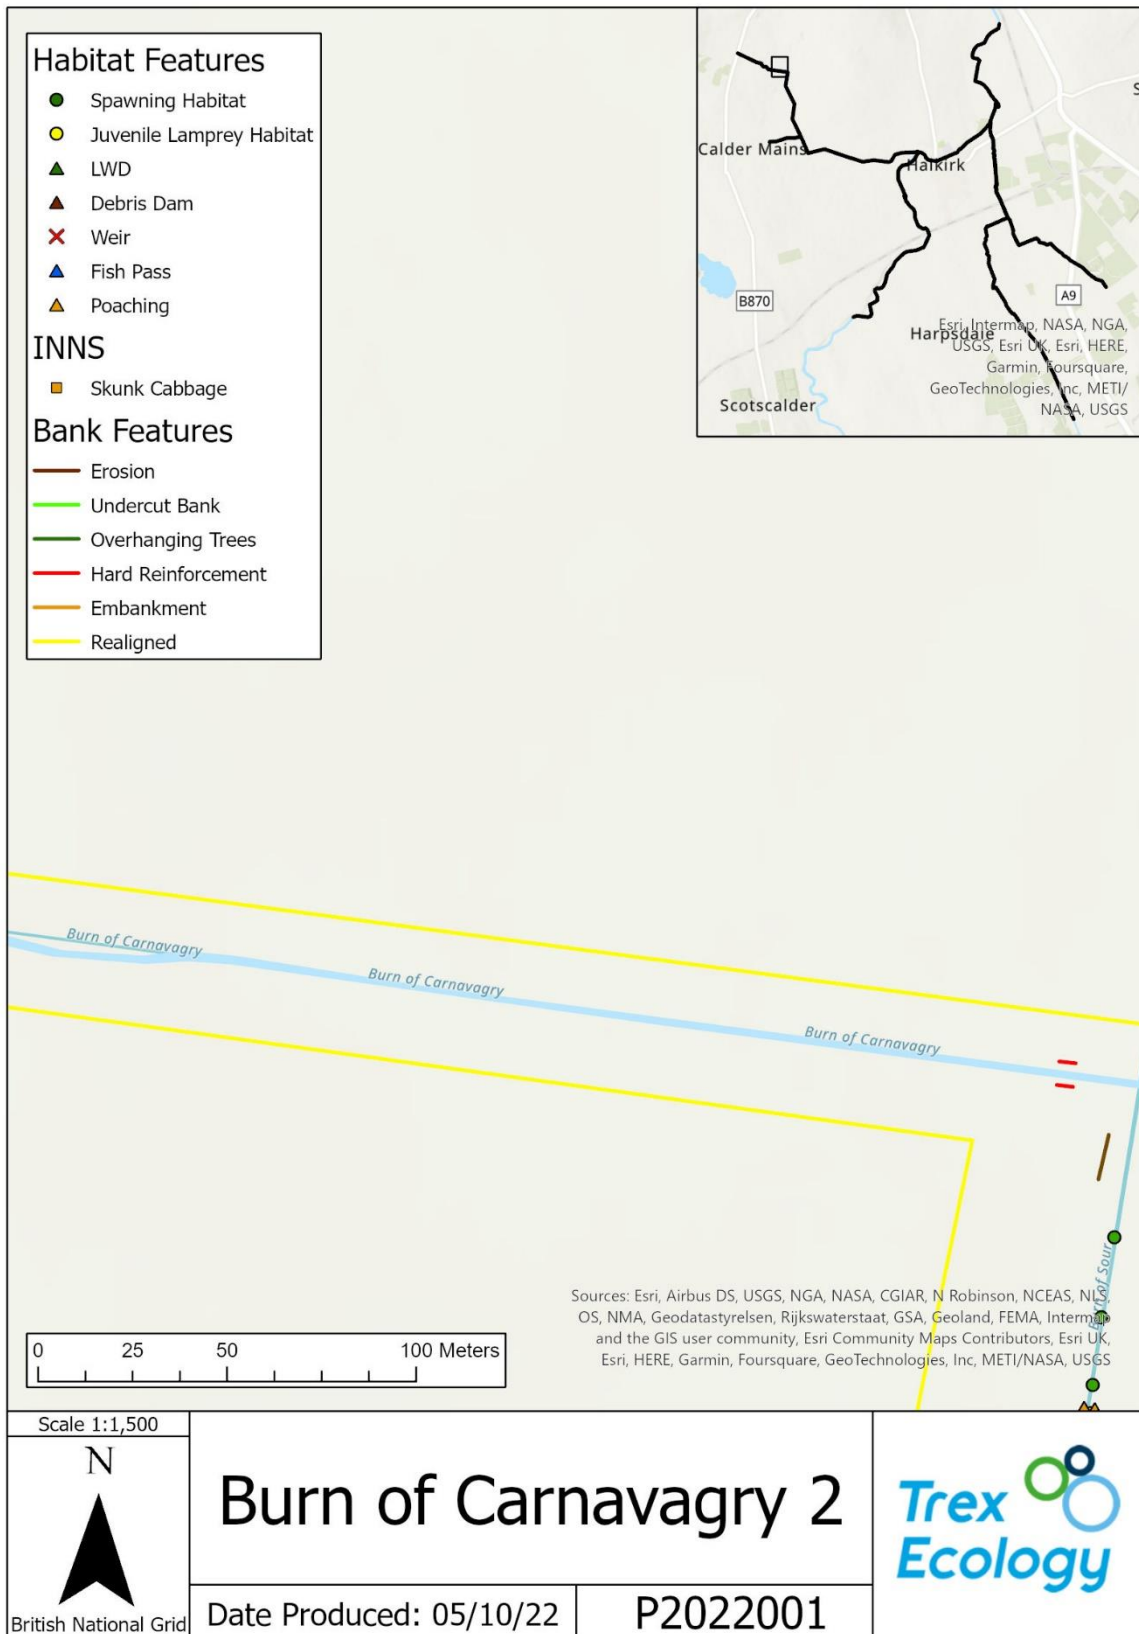 Habitat Features
Spawning Habitat
Juvenile Lamprey Habitat
LWD
Debris Dam
Weir
Fish Pass
Poaching
INNS
Skunk Cabbage
Bank Features
Erosion
Undercut Bank
Overhanging Trees
Hard Reinforcement
Embankment
Realigned
Calder Mains
Halkirk
S
B870
A9
Harpsdale
Scotscalder
Esri, Intermap, NASA, NGA,
USGS, Esri UK, Esri, HERE,
Garmin, Foursquare,
GeoTechnologies, Inc, METI/
NASA, USGS
Burn of Carnavagry
Burn of Carnavagry
Burn of Carnavagry
Burn of Sour
Sources: Esri, Airbus DS, USGS, NGA, NASA, CGIAR, N Robinson, NCEAS, NLS,
OS, NMA, Geodatastyrelsen, Rijkswaterstaat, GSA, Geoland, FEMA, Intermap
and the GIS user community, Esri Community Maps Contributors, Esri UK,
Esri, HERE, Garmin, Foursquare, GeoTechnologies, Inc, METI/NASA, USGS
0 25 50 100 Meters
Scale 1:1,500
N
British National Grid
Burn of Carnavagry 2
Date Produced: 05/10/22
P2022001
Trex
Ecology